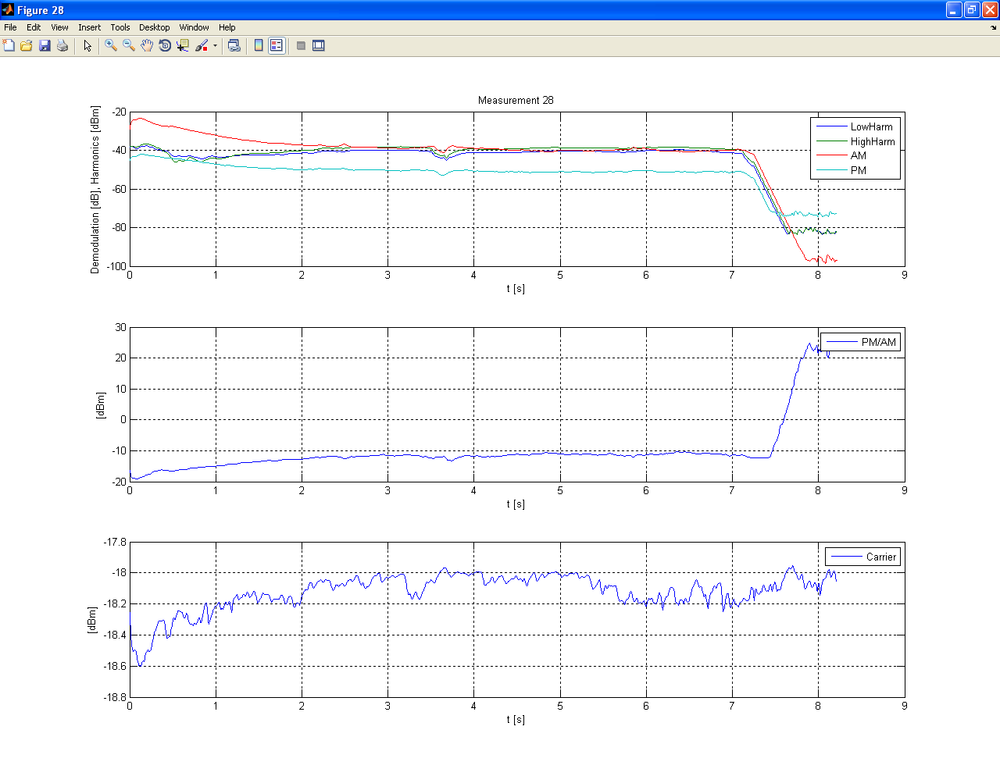 Figure 28
File Edit View Insert Tools Desktop Window Help
Measurement 28
Demodulation [dB], Harmonics [dBm]
-20
-40
-60
-80
-100
0 1 2 3 4 5 6 7 8 9
t [s]
LowHarm
HighHarm
AM
PM
[dBm]
30
20
10
0
-10
-20
0 1 2 3 4 5 6 7 8 9
t [s]
PM/AM
[dBm]
-17.8
-18
-18.2
-18.4
-18.6
-18.8
0 1 2 3 4 5 6 7 8 9
t [s]
Carrier